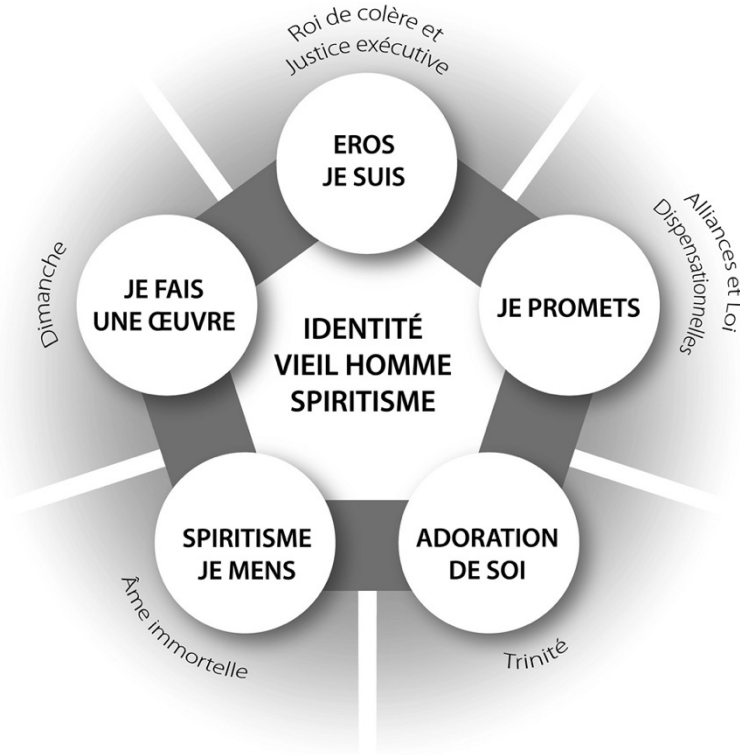 Roi de colère et
Justice exécutive
EROS
JE SUIS
Alliances et Loi
Dispensationnelles
JE PROMETS
Dimanche
JE FAIS
UNE ŒUVRE
IDENTITÉ
VIEIL HOMME
SPIRITISME
SPIRITISME
JE MENS
ADORATION
DE SOI
Âme immortelle
Trinité